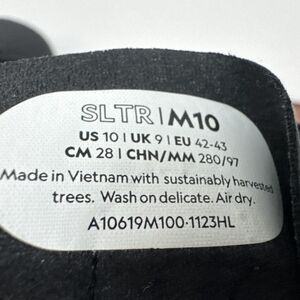 SLTR | M10
US 10 | UK 9 | EU 42-43
CM 28 | CHN/MM 280/97
Made in Vietnam with sustainably harvested
trees. Wash on delicate. Air dry.
A10619M100-1123HL